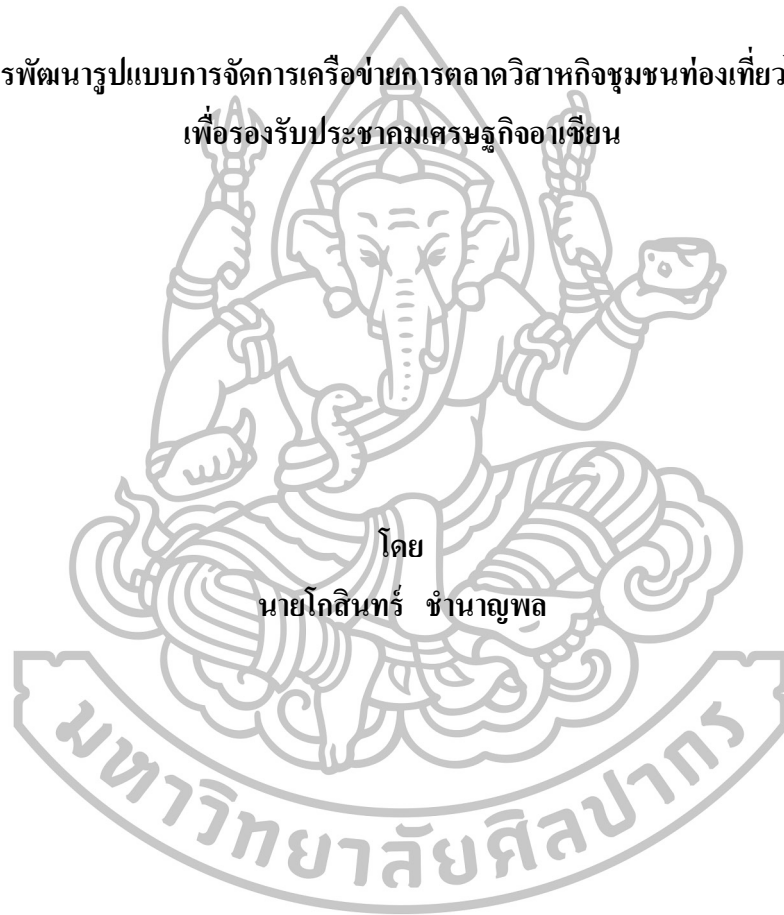 รพัฒนารูปแบบการจัดการเครือข่ายการตลาดวิสาหกิจชุมชนท่องเที่ยว
เพื่อรองรับประชาคมเศรษฐกิจอาเซียน
โดย
นายโกสินทร์ ชำนาญพล
มหาวิทยาลัยศิลปากร